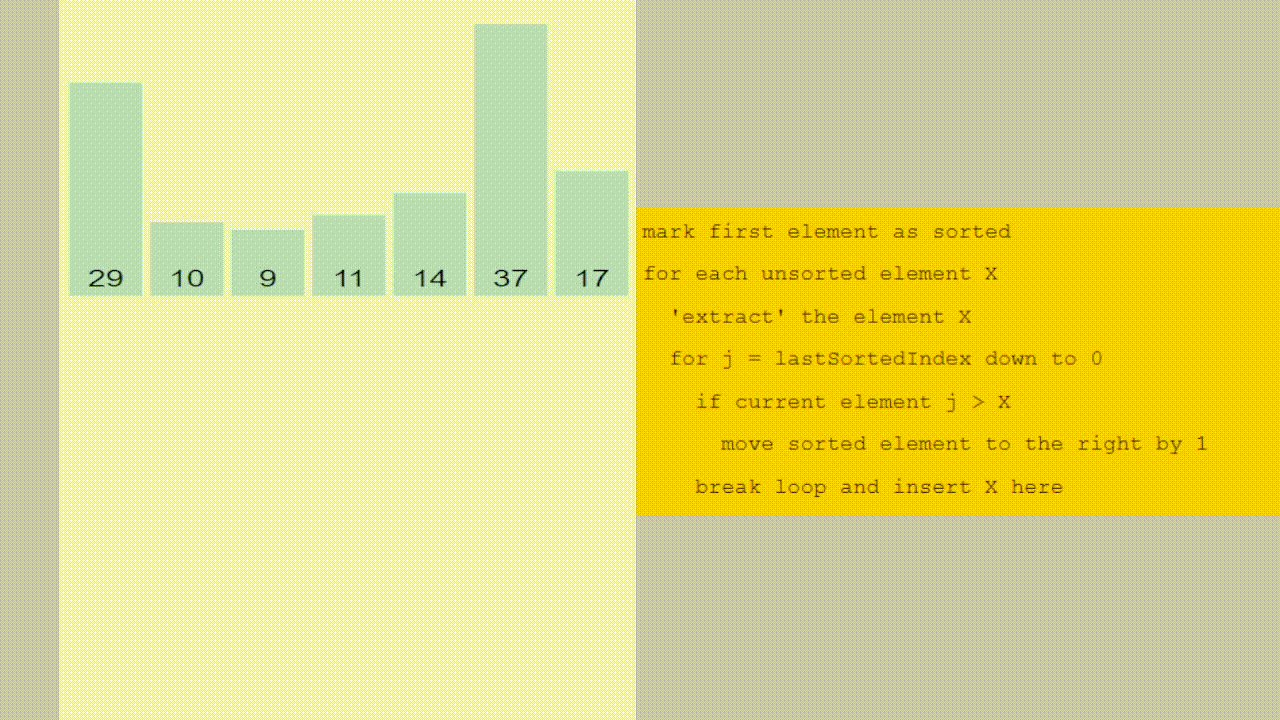 29 10 9 11 14 37 17
mark first element as sorted
for each unsorted element X
'extract' the element X
for j = lastSortedIndex down to 0
if current element j > X
move sorted element to the right by 1
break loop and insert X here